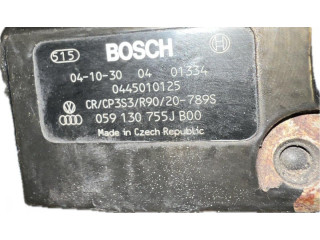 515 BOSCH
04-10-30 04 01334
0445010125
CR/CP3S3/R90/20-789S
059 130 755J B00
Made in Czech Republic